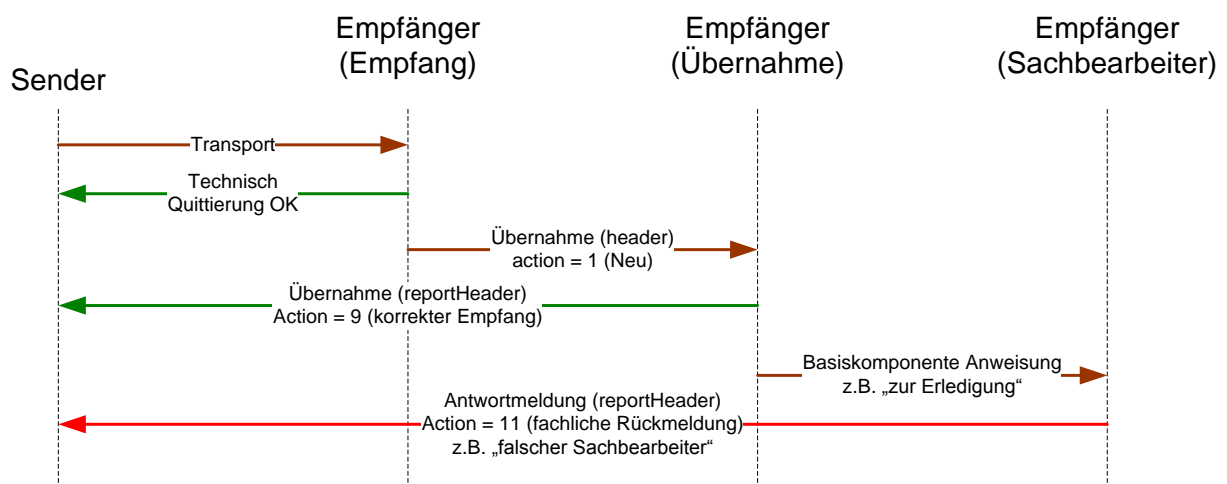 Sender
Empfänger
(Empfang)
Empfänger
(Übernahme)
Empfänger
(Sachbearbeiter)
Transport
Technisch
Quittierung OK
Übernahme (header)
action = 1 (Neu)
Übernahme (reportHeader)
Action = 9 (korrekter Empfang)
Basiskomponente Anweisung
z.B. „zur Erledigung“
Antwortmeldung (reportHeader)
Action = 11 (fachliche Rückmeldung)
z.B. „falscher Sachbearbeiter“